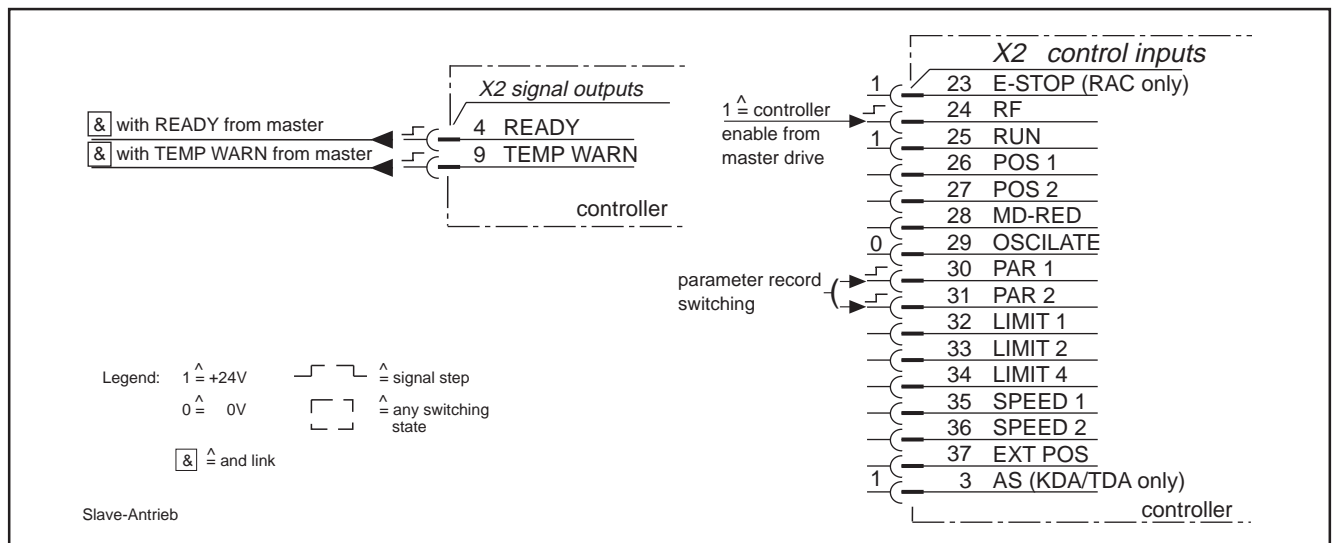 X2 signal outputs
& with READY from master
4 READY
& with TEMP WARN from master
9 TEMP WARN
controller
X2 control inputs
1 23 E-STOP (RAC only)
1 ≙ controller
enable from
master drive
24 RF
1 25 RUN
26 POS 1
27 POS 2
28 MD-RED
0 29 OSCILATE
parameter record
switching
30 PAR 1
31 PAR 2
32 LIMIT 1
33 LIMIT 2
34 LIMIT 4
35 SPEED 1
36 SPEED 2
37 EXT POS
1 3 AS (KDA/TDA only)
controller
Legend: 1 ≙ +24V
≙ signal step
0 ≙ 0V
≙ any switching
state
& ≙ and link
Slave-Antrieb